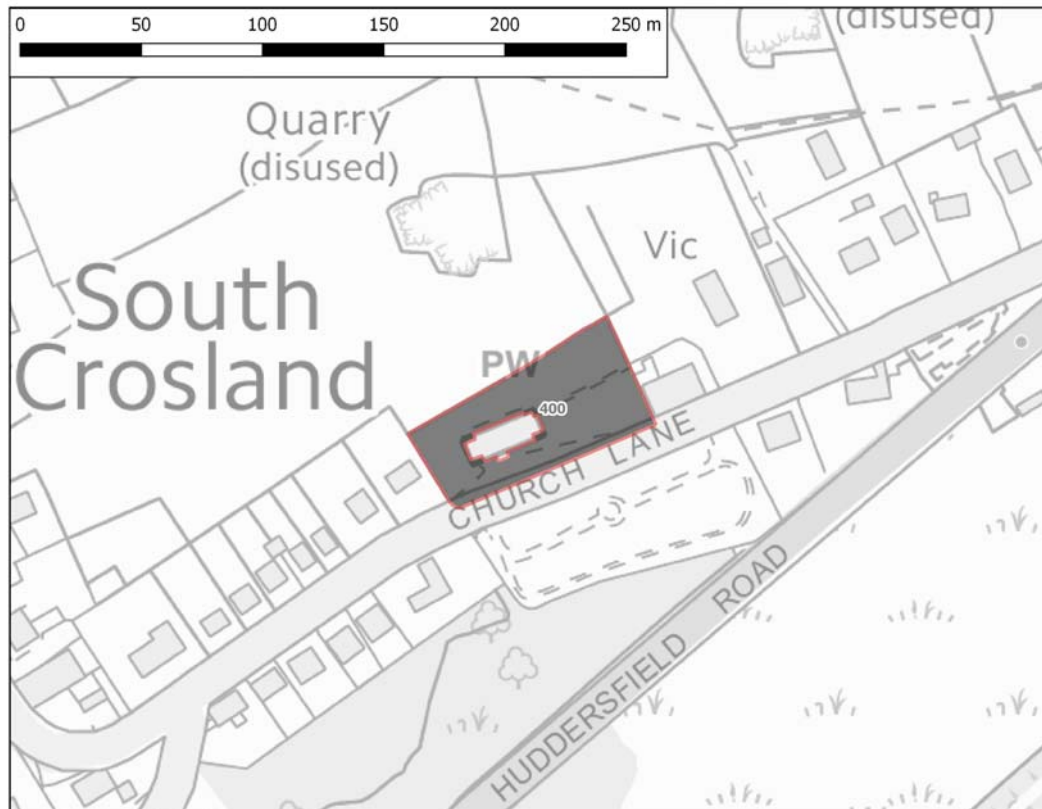 0 50 100 150 200 250 m
(disused)
Quarry
(disused)
Vic
South
Crosland
PW
400
CHURCH LANE
HUDDERSFIELD ROAD